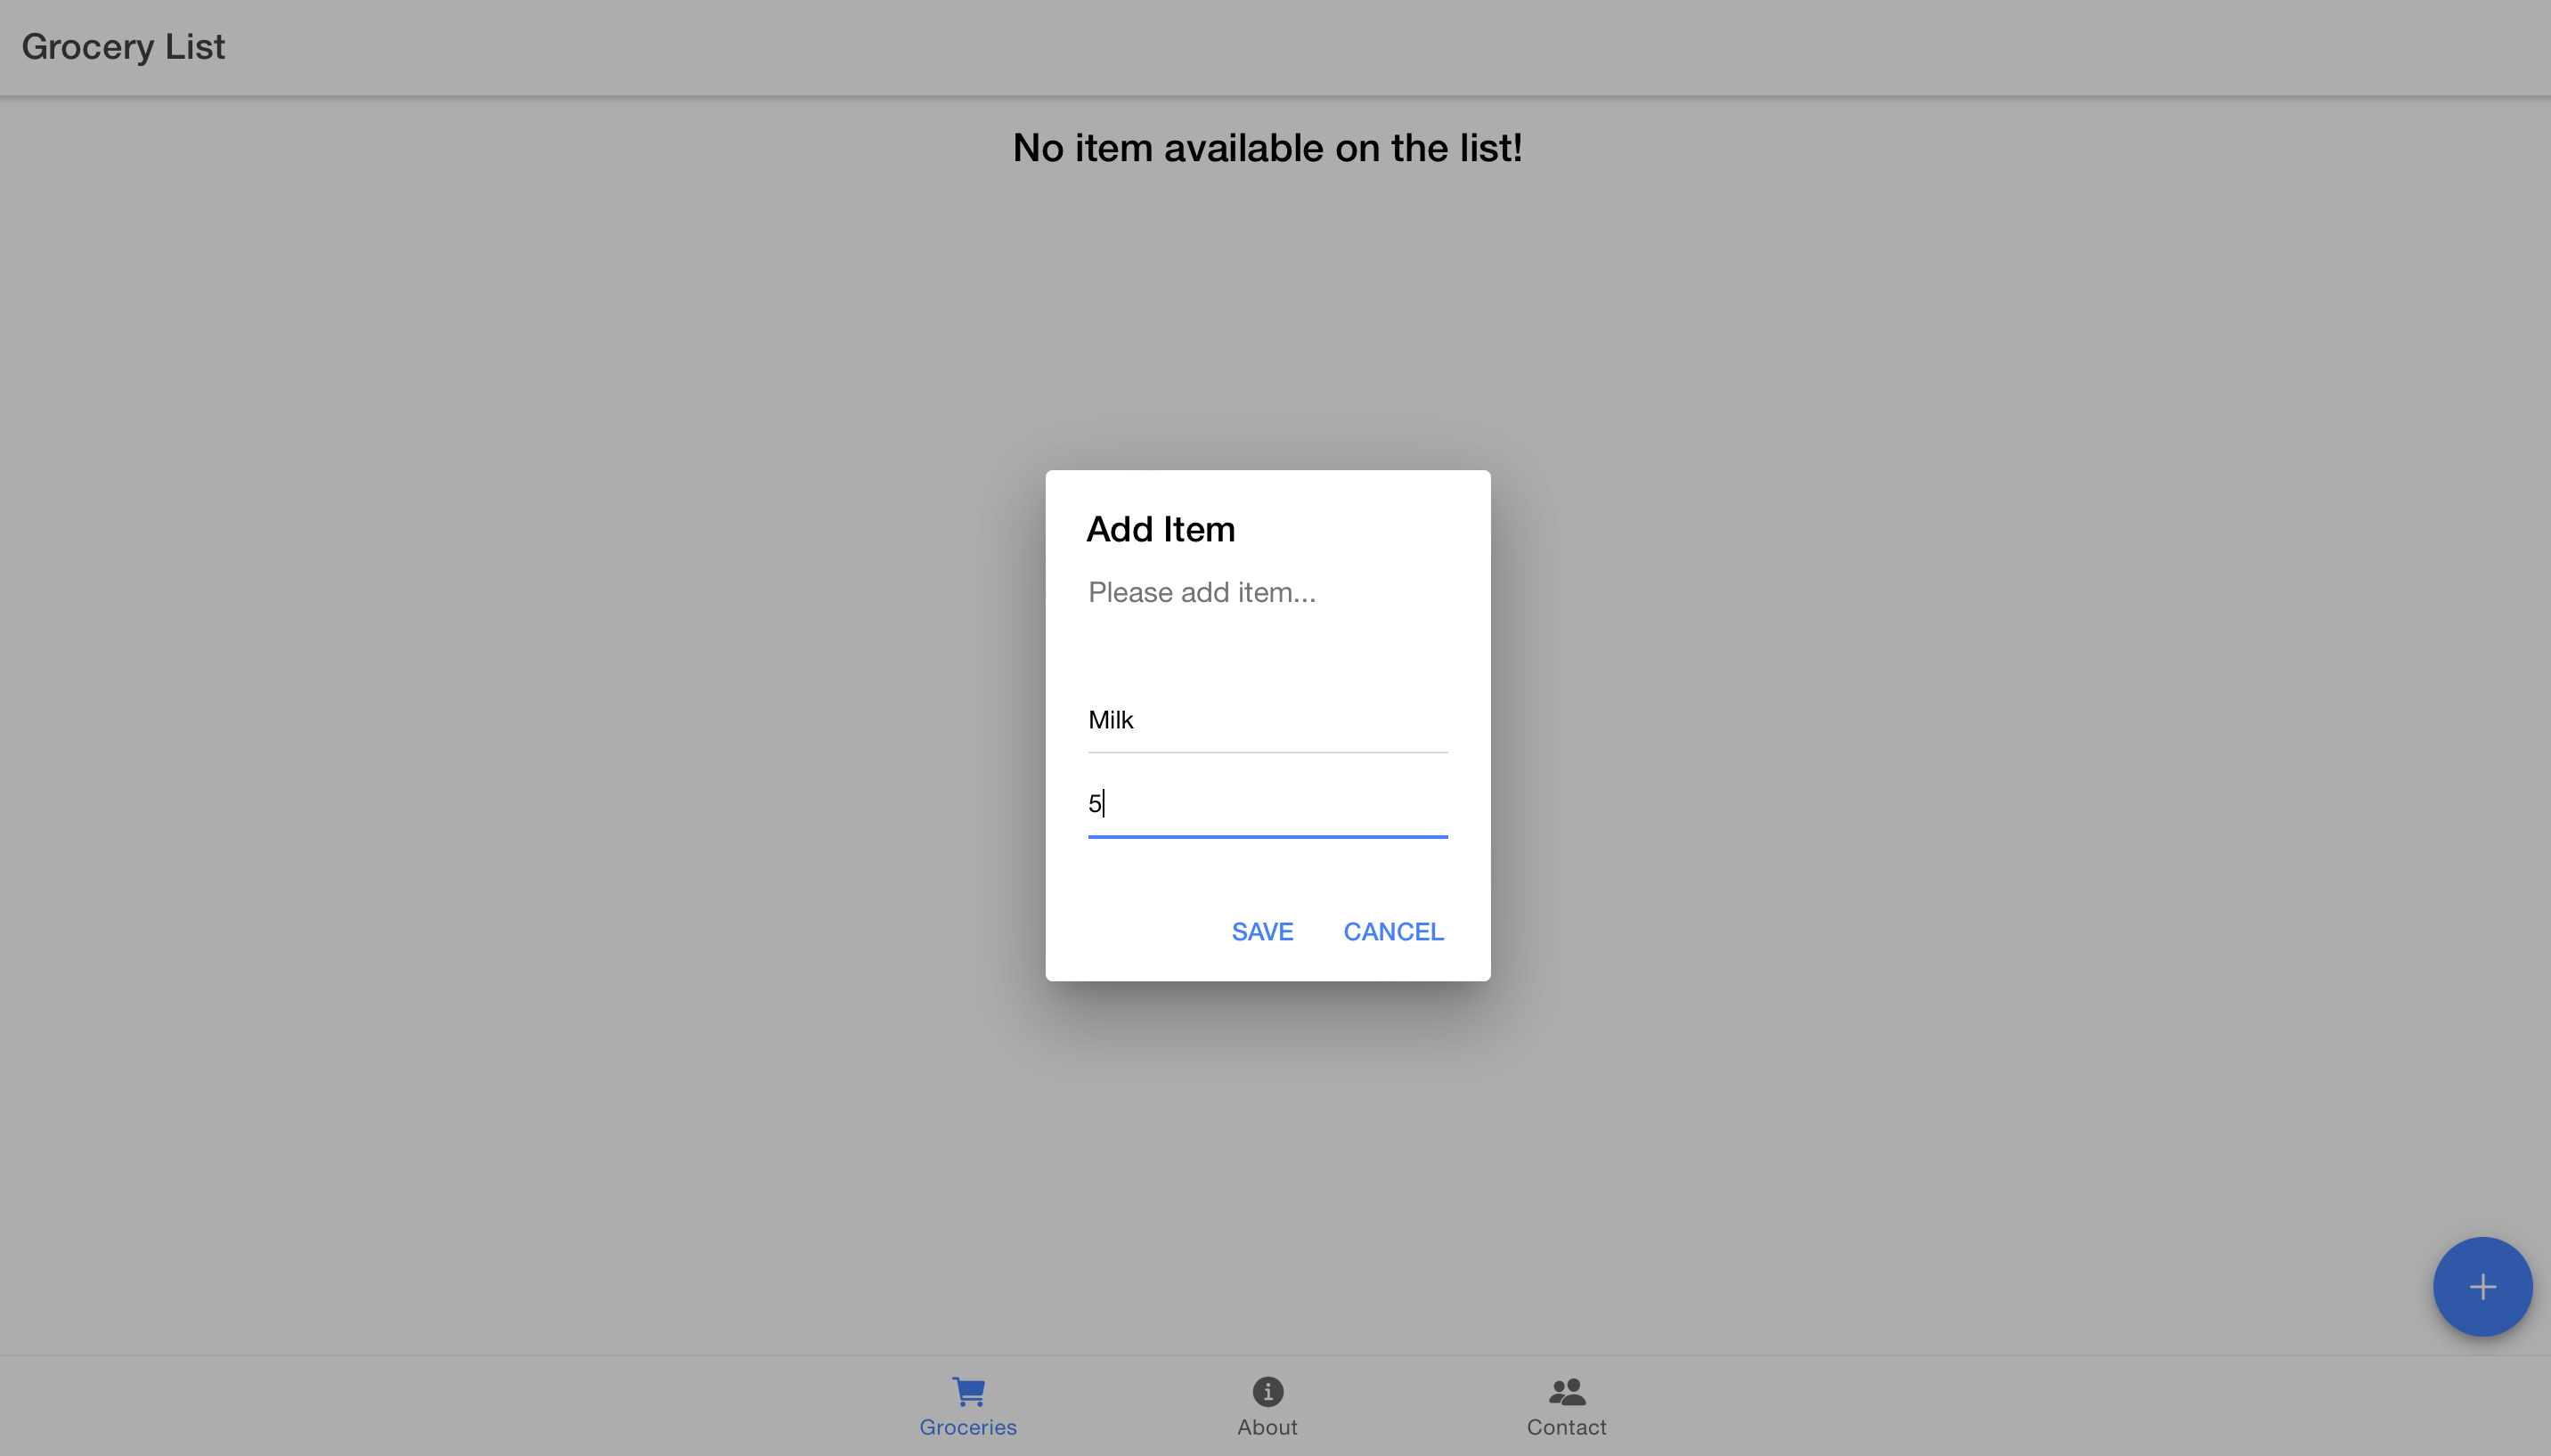 Grocery List
No item available on the list!
Add Item
Please add item...
Milk
5
SAVE CANCEL
Groceries About Contact